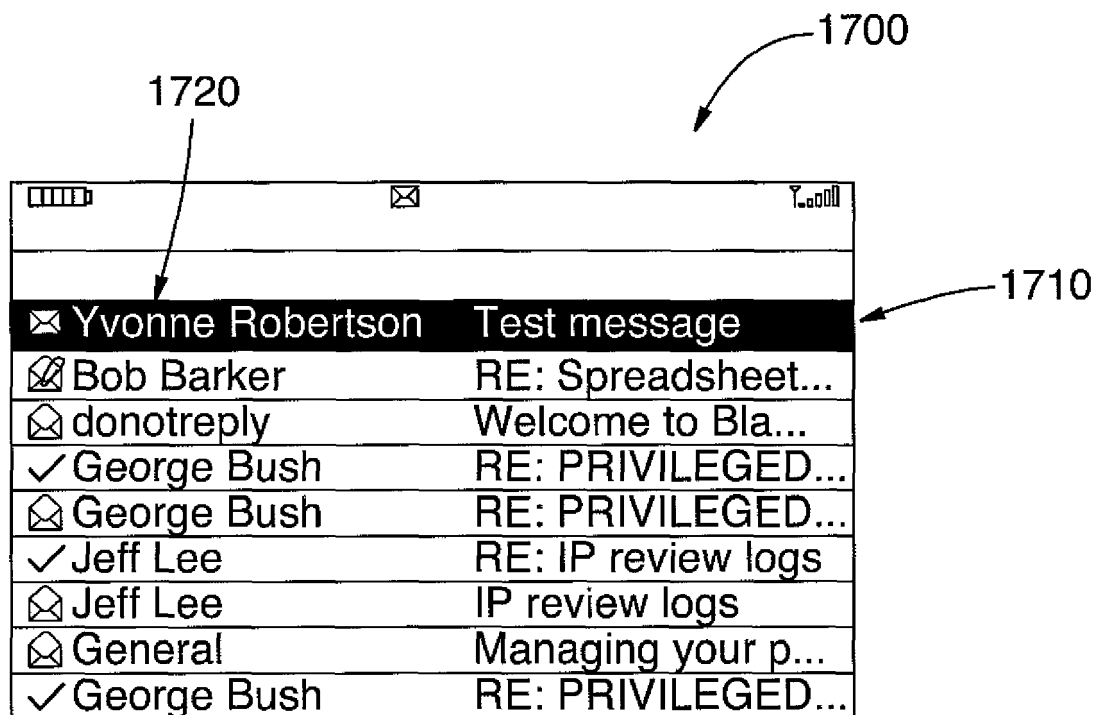 1700
1720
1710
Yvonne Robertson Test message
Bob Barker RE: Spreadsheet...
donotreply Welcome to Bla...
George Bush RE: PRIVILEGED...
George Bush RE: PRIVILEGED...
Jeff Lee RE: IP review logs
Jeff Lee IP review logs
General Managing your p...
George Bush RE: PRIVILEGED...